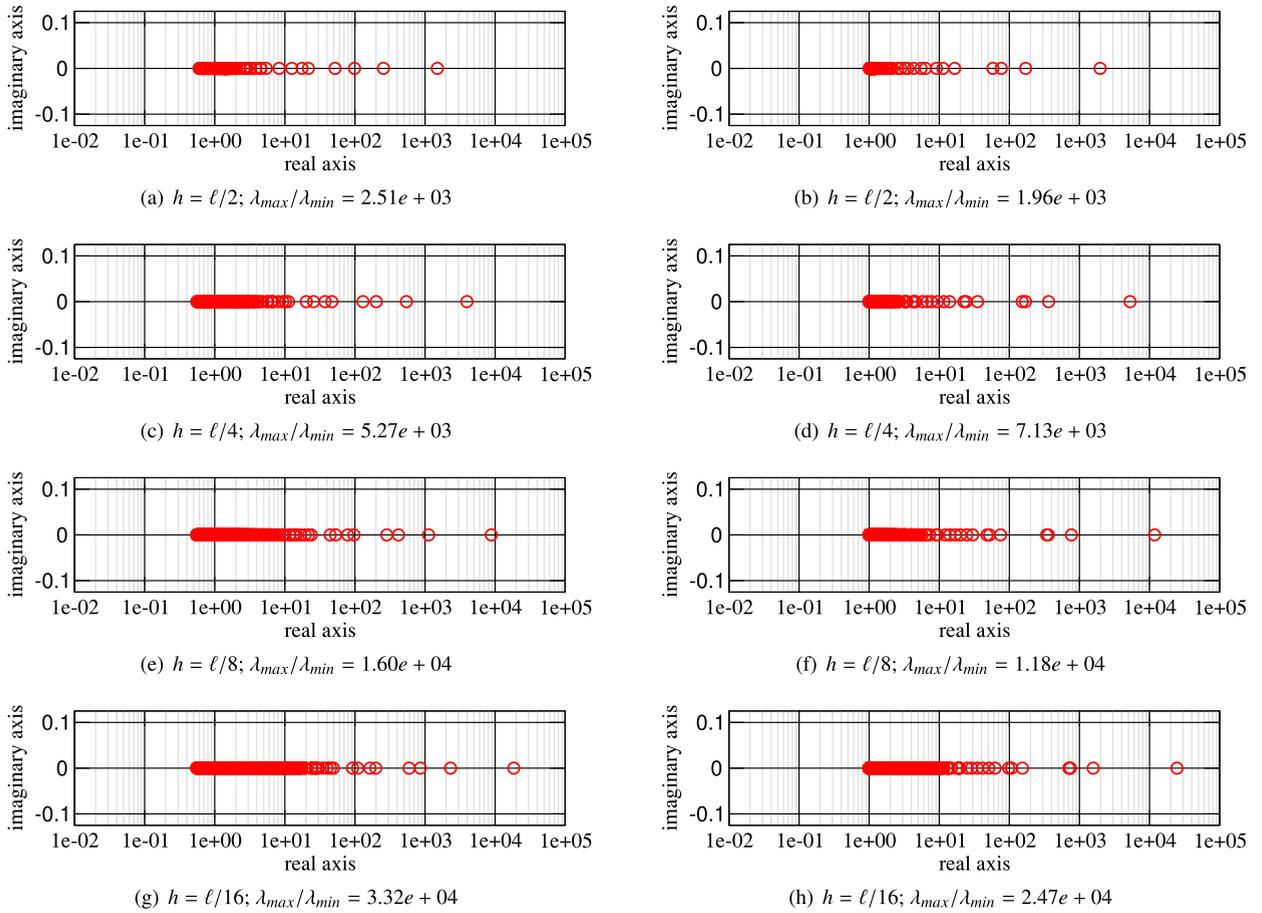 imaginary axis
0.1
0
-0.1
1e-02 1e-01 1e+00 1e+01 1e+02 1e+03 1e+04 1e+05
real axis
(a) h = ℓ/2; λmax/λmin = 2.51e + 03
imaginary axis
0.1
0
-0.1
1e-02 1e-01 1e+00 1e+01 1e+02 1e+03 1e+04 1e+05
real axis
(b) h = ℓ/2; λmax/λmin = 1.96e + 03
imaginary axis
0.1
0
-0.1
1e-02 1e-01 1e+00 1e+01 1e+02 1e+03 1e+04 1e+05
real axis
(c) h = ℓ/4; λmax/λmin = 5.27e + 03
imaginary axis
0.1
0
-0.1
1e-02 1e-01 1e+00 1e+01 1e+02 1e+03 1e+04 1e+05
real axis
(d) h = ℓ/4; λmax/λmin = 7.13e + 03
imaginary axis
0.1
0
-0.1
1e-02 1e-01 1e+00 1e+01 1e+02 1e+03 1e+04 1e+05
real axis
(e) h = ℓ/8; λmax/λmin = 1.60e + 04
imaginary axis
0.1
0
-0.1
1e-02 1e-01 1e+00 1e+01 1e+02 1e+03 1e+04 1e+05
real axis
(f) h = ℓ/8; λmax/λmin = 1.18e + 04
imaginary axis
0.1
0
-0.1
1e-02 1e-01 1e+00 1e+01 1e+02 1e+03 1e+04 1e+05
real axis
(g) h = ℓ/16; λmax/λmin = 3.32e + 04
imaginary axis
0.1
0
-0.1
1e-02 1e-01 1e+00 1e+01 1e+02 1e+03 1e+04 1e+05
real axis
(h) h = ℓ/16; λmax/λmin = 2.47e + 04